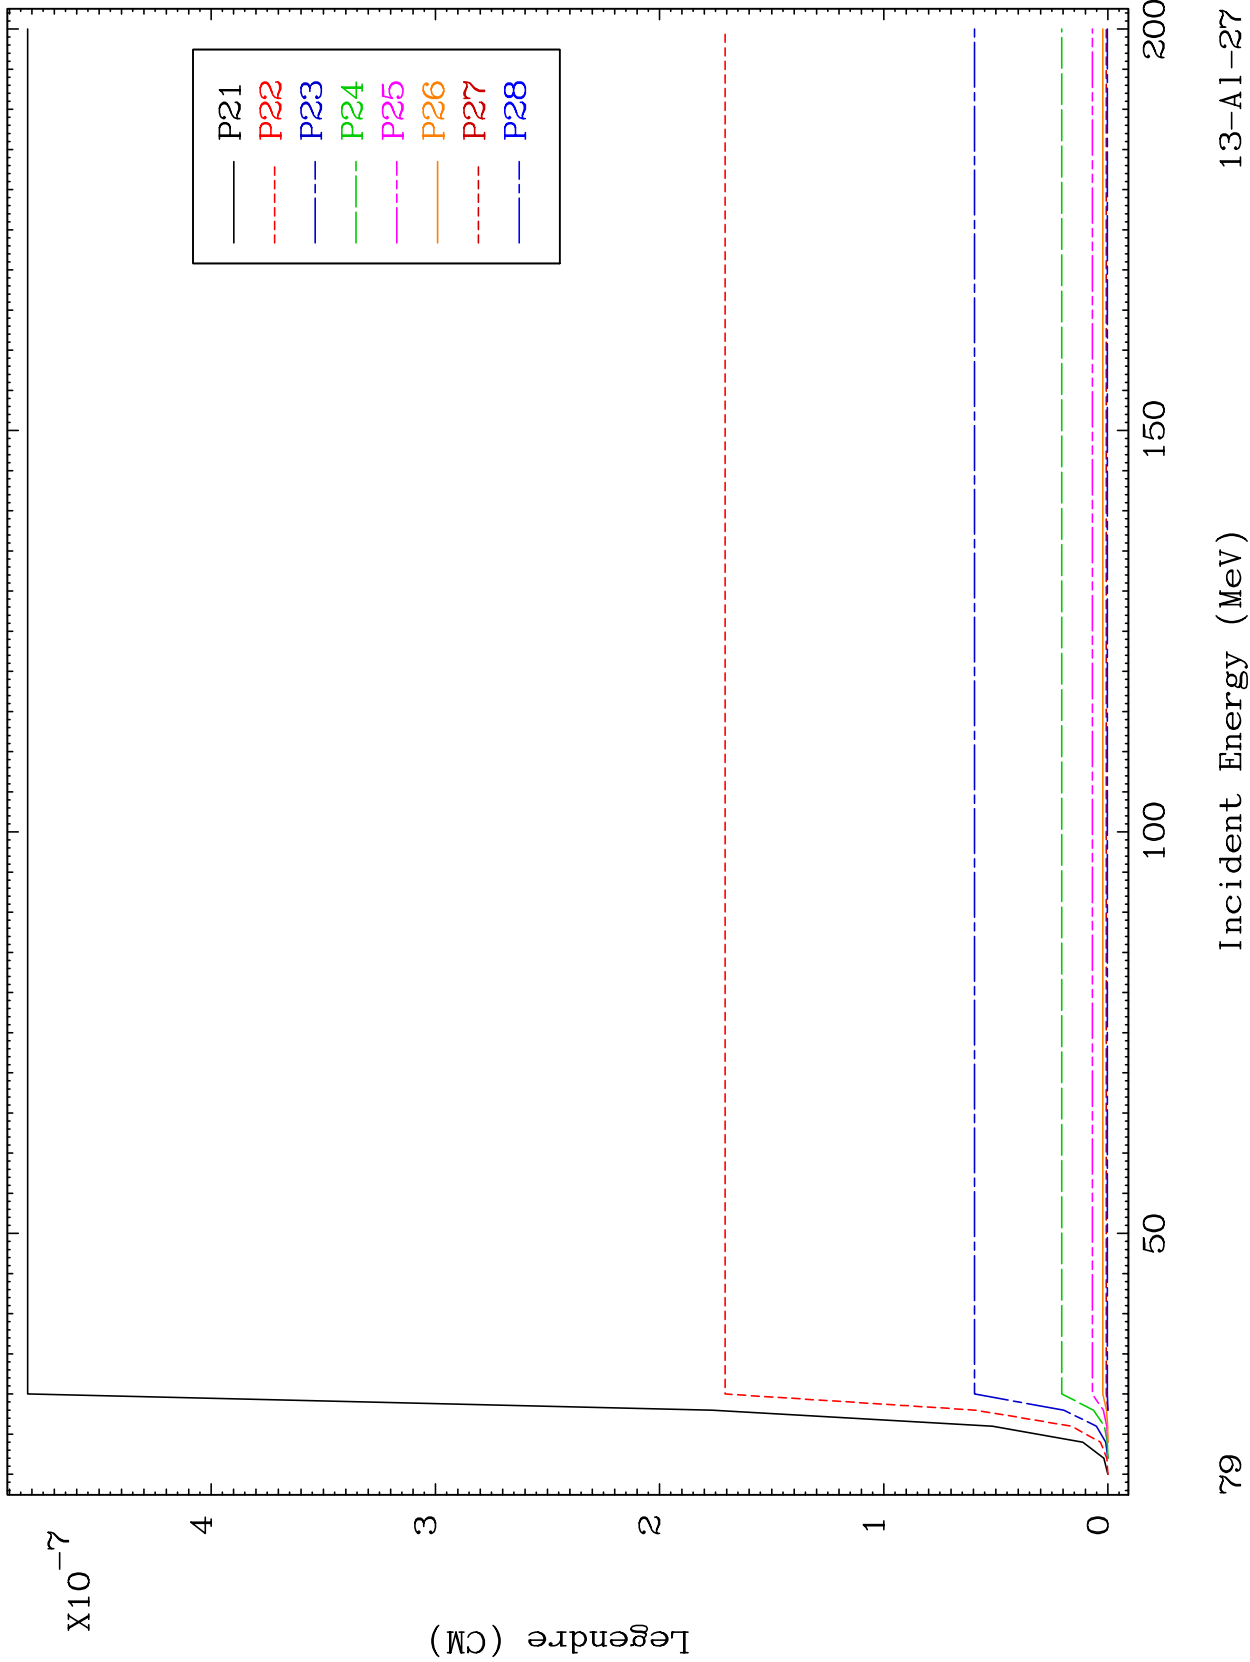 X10-7
Legendre (CM)
4
3
2
1
0
P21
P22
P23
P24
P25
P26
P27
P28
50
100
150
200
Incident Energy (MeV)
79
13-Al-27